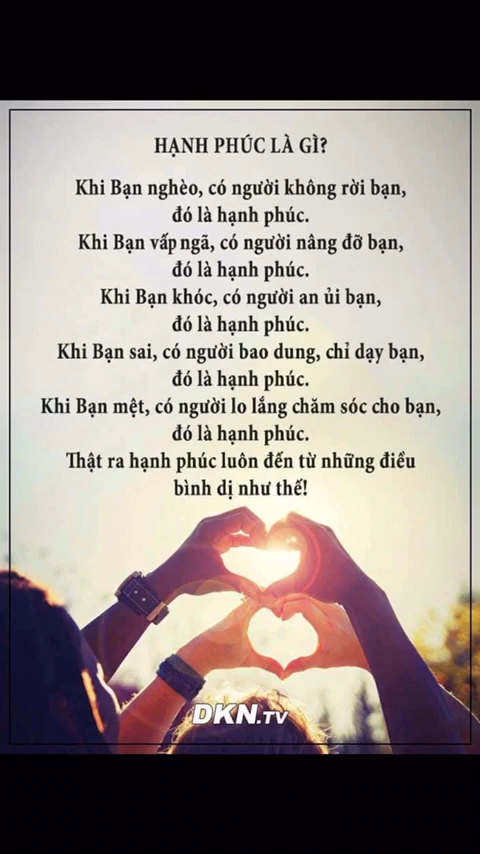 HẠNH PHÚC LÀ GÌ?
Khi Bạn nghèo, có người không rời bạn,
đó là hạnh phúc.
Khi Bạn vấp ngã, có người nâng đỡ bạn,
đó là hạnh phúc.
Khi Bạn khóc, có người an ủi bạn,
đó là hạnh phúc.
Khi Bạn sai, có người bao dung, chỉ dạy bạn,
đó là hạnh phúc.
Khi Bạn mệt, có người lo lắng chăm sóc cho bạn,
đó là hạnh phúc.
Thật ra hạnh phúc luôn đến từ những điều
bình dị như thế!
DKN.TV